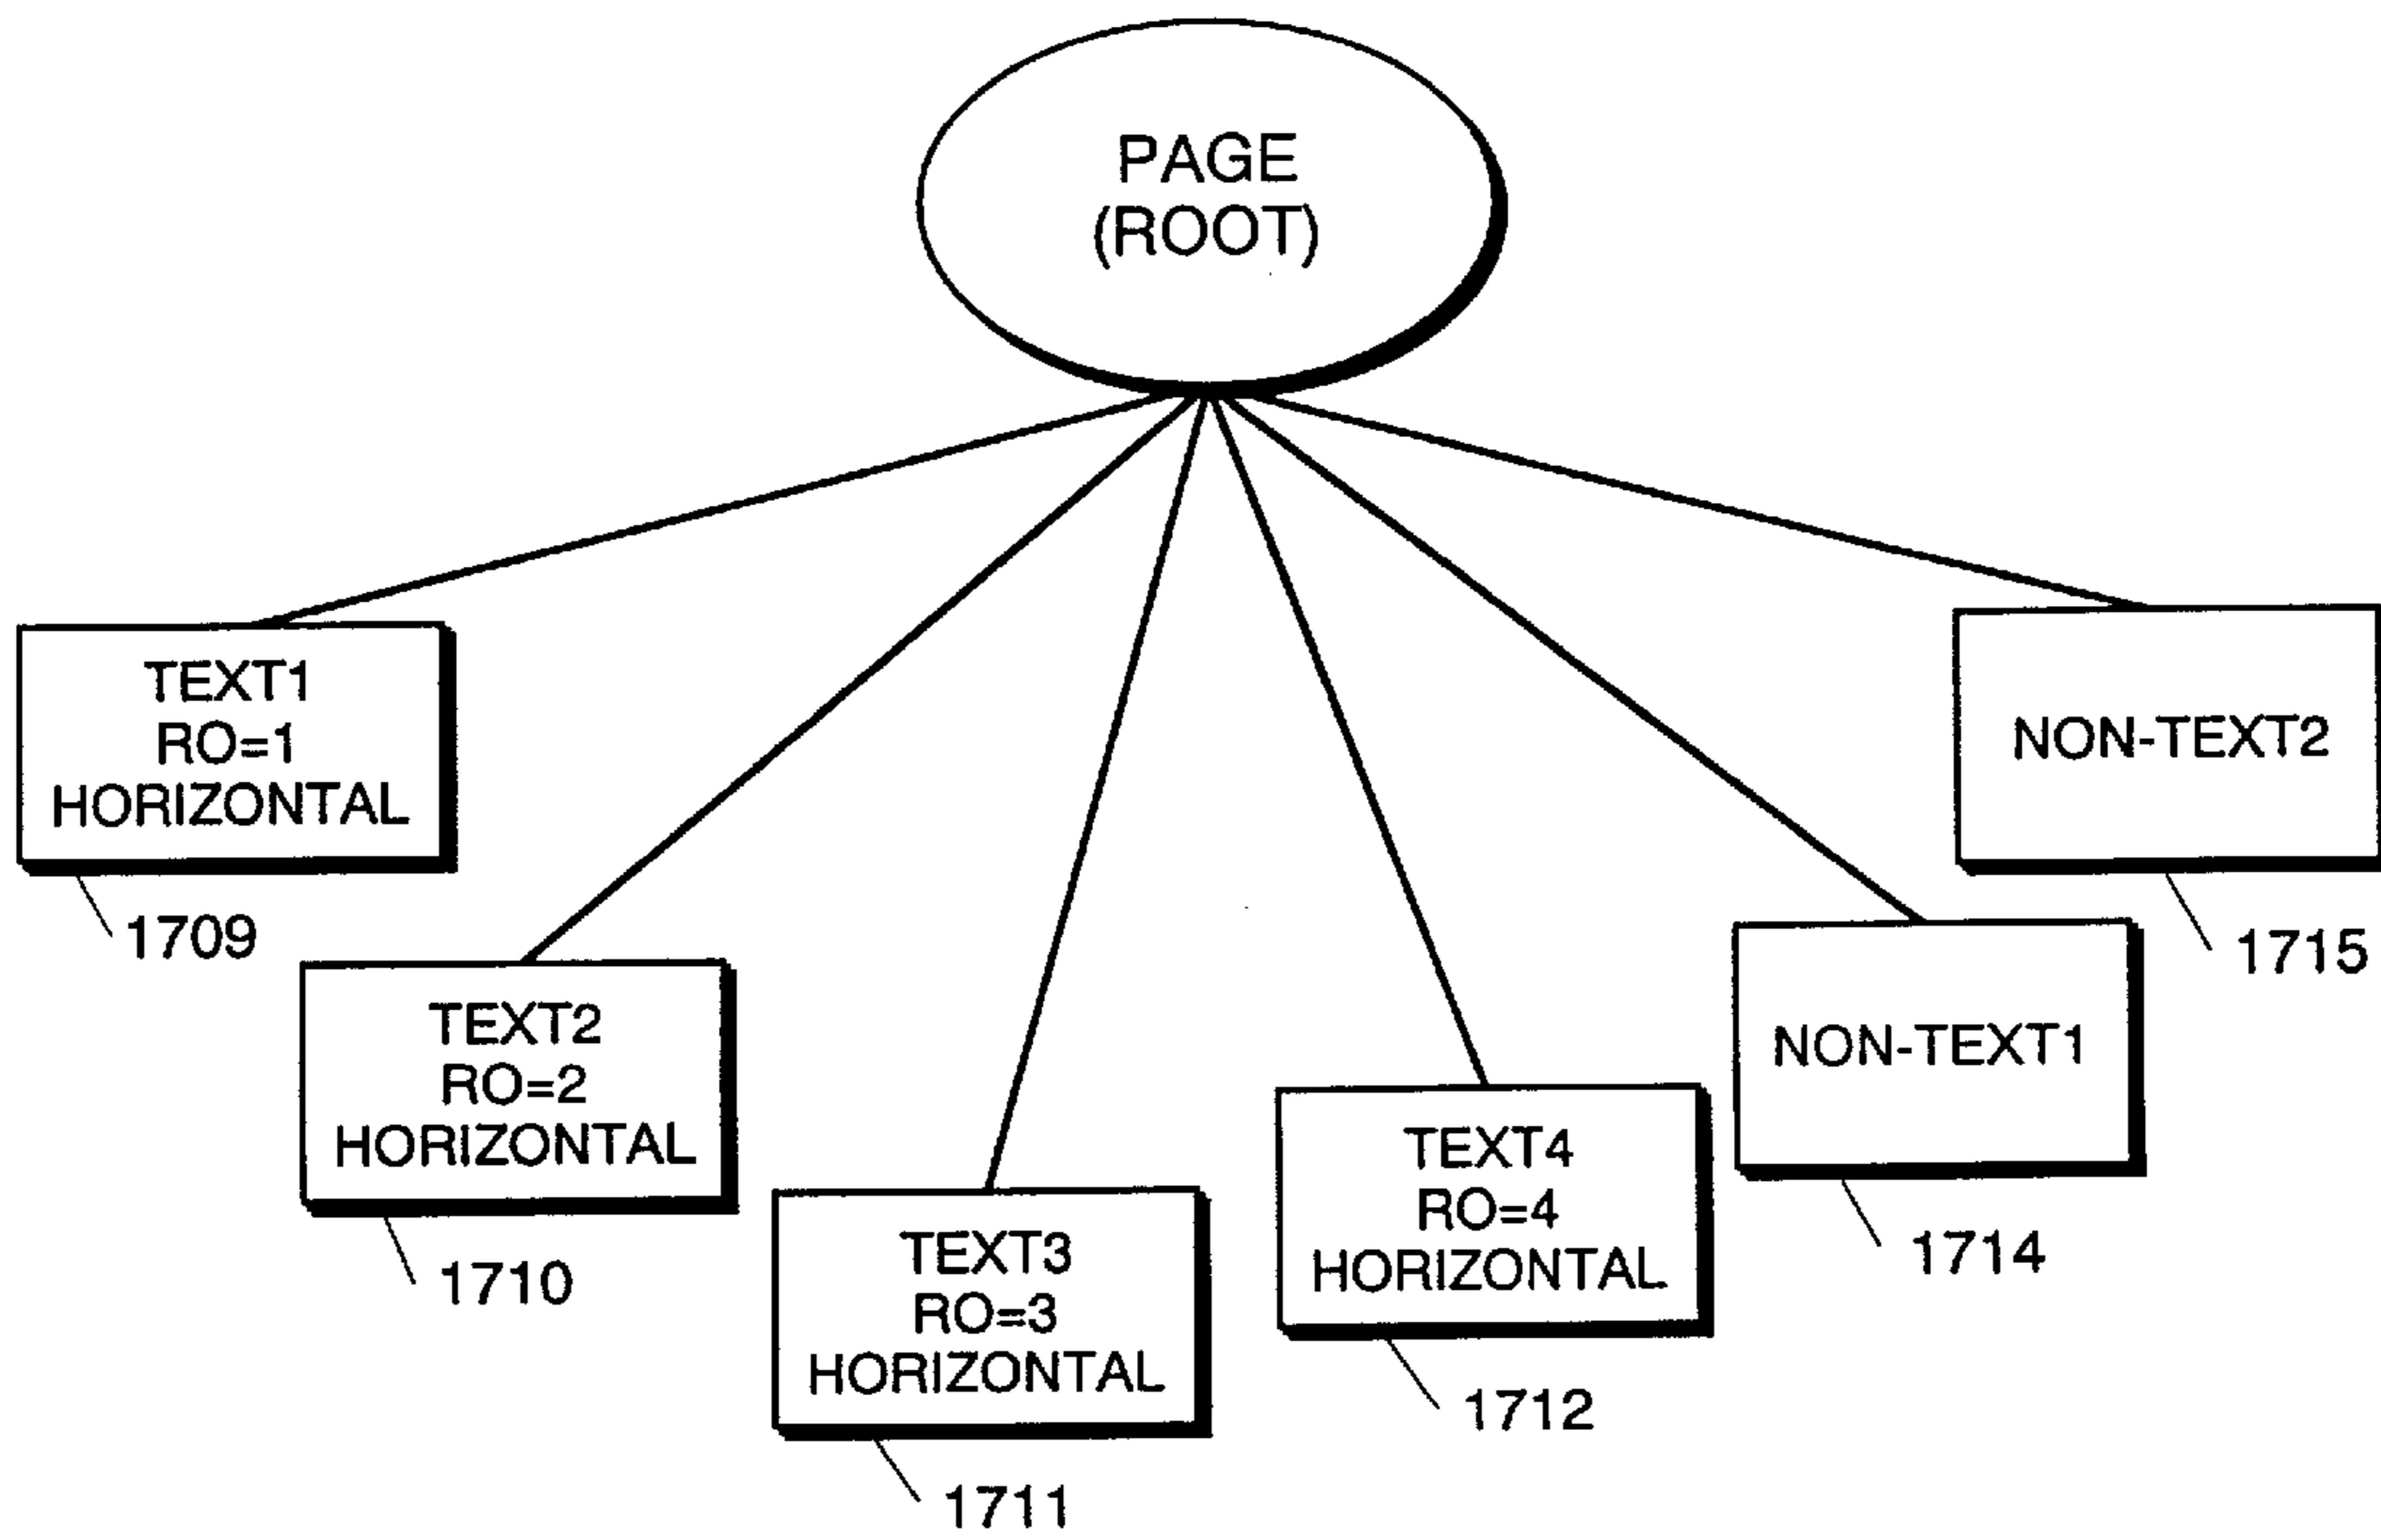 PAGE
(ROOT)
TEXT1
RO=1
HORIZONTAL
1709
TEXT2
RO=2
HORIZONTAL
1710
TEXT3
RO=3
HORIZONTAL
1711
TEXT4
RO=4
HORIZONTAL
1712
NON-TEXT1
1714
NON-TEXT2
1715